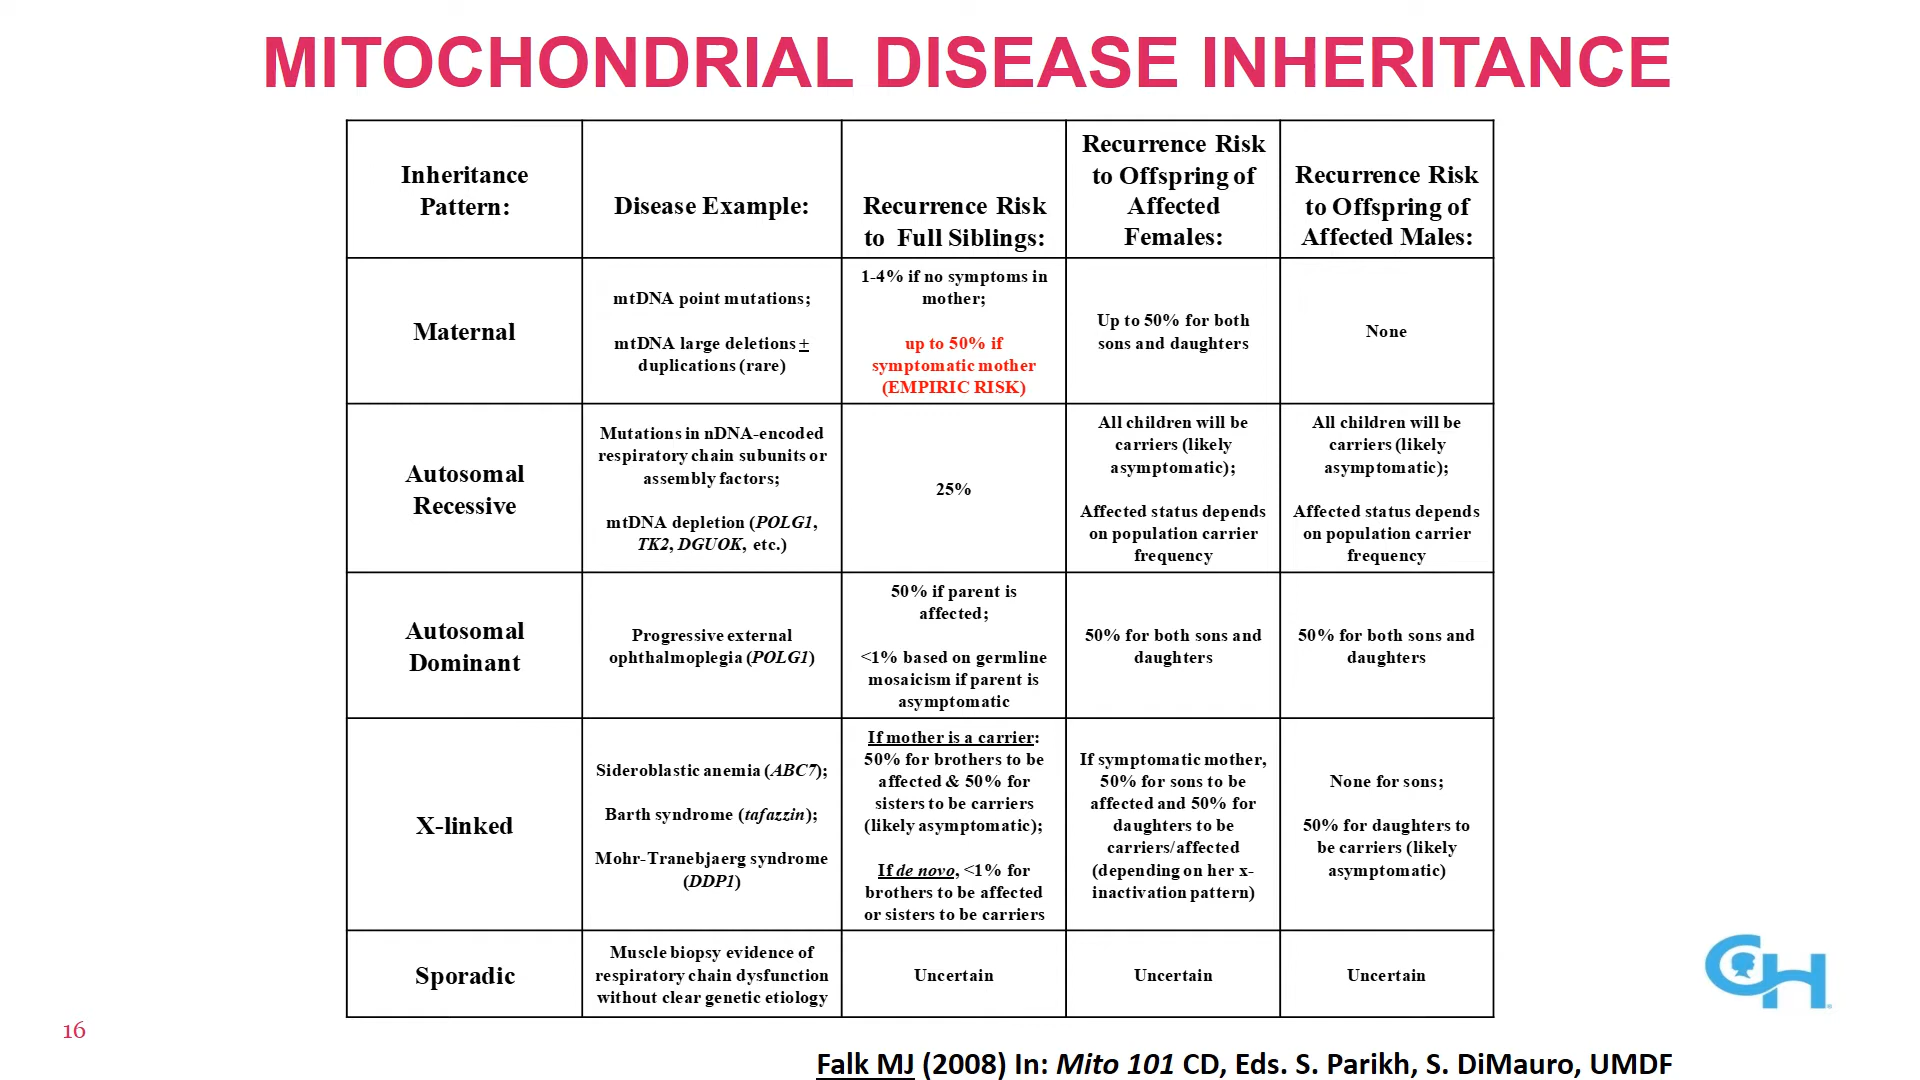 MITOCHONDRIAL DISEASE INHERITANCE
Inheritance
Pattern:
Disease Example:
Recurrence Risk
to Full Siblings:
Recurrence Risk
to Offspring of
Affected
Females:
Recurrence Risk
to Offspring of
Affected Males:
Maternal
mtDNA point mutations;
mtDNA large deletions ±
duplications (rare)
1-4% if no symptoms in
mother;
up to 50% if
symptomatic mother
(EMPIRIC RISK)
Up to 50% for both
sons and daughters
None
Autosomal
Recessive
Mutations in nDNA-encoded
respiratory chain subunits or
assembly factors;
mtDNA depletion (POLG1,
TK2, DGUOK, etc.)
25%
All children will be
carriers (likely
asymptomatic);
Affected status depends
on population carrier
frequency
All children will be
carriers (likely
asymptomatic);
Affected status depends
on population carrier
frequency
Autosomal
Dominant
Progressive external
ophthalmoplegia (POLG1)
50% if parent is
affected;
<1% based on germline
mosaicism if parent is
asymptomatic
50% for both sons and
daughters
50% for both sons and
daughters
X-linked
Sideroblastic anemia (ABC7);
Barth syndrome (tafazzin);
Mohr-Tranebjaerg syndrome
(DDP1)
If mother is a carrier:
50% for brothers to be
affected & 50% for
sisters to be carriers
(likely asymptomatic);
If de novo, <1% for
brothers to be affected
or sisters to be carriers
If symptomatic mother,
50% for sons to be
affected and 50% for
daughters to be
carriers/affected
(depending on her x-
inactivation pattern)
None for sons;
50% for daughters to
be carriers (likely
asymptomatic)
Sporadic
Muscle biopsy evidence of
respiratory chain dysfunction
without clear genetic etiology
Uncertain
Uncertain
Uncertain
CH
16
Falk MJ (2008) In: Mito 101 CD, Eds. S. Parikh, S. DiMauro, UMDF